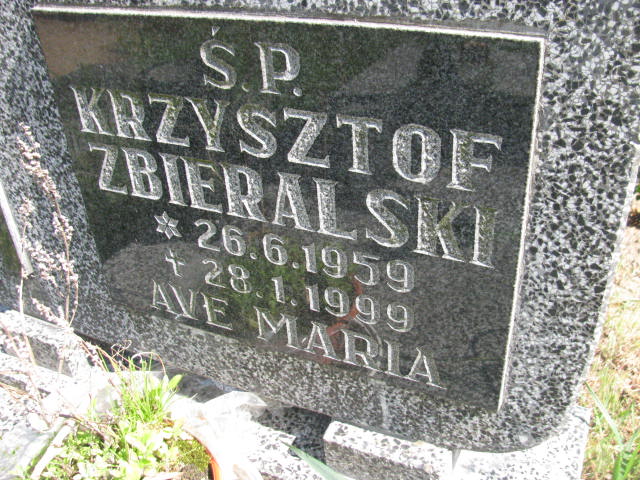 Ś.P.
KRZYSZTOF
ZBIERALSKI
* 26.6.1959
† 28.1.1999
AVE MARIA